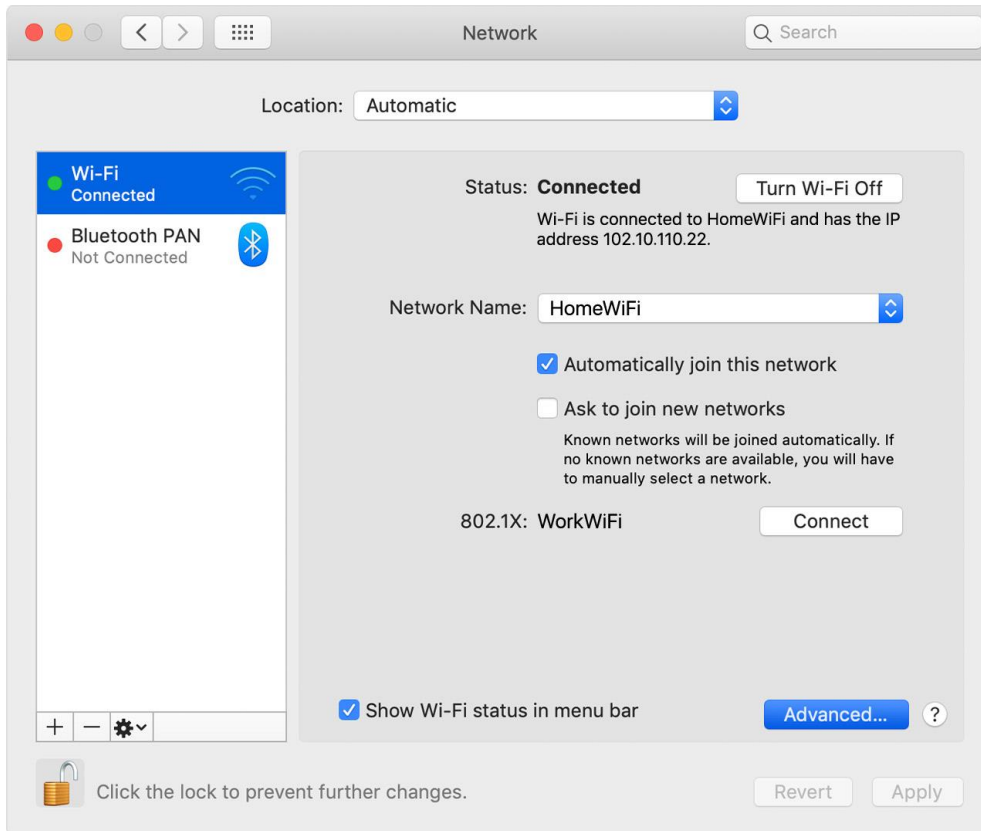 Network
Search
Location: Automatic
Wi-Fi
Connected
Bluetooth PAN
Not Connected
Status: Connected
Turn Wi-Fi Off
Wi-Fi is connected to HomeWiFi and has the IP
address 102.10.110.22.
Network Name: HomeWiFi
Automatically join this network
Ask to join new networks
Known networks will be joined automatically. If
no known networks are available, you will have
to manually select a network.
802.1X: WorkWiFi
Connect
Show Wi-Fi status in menu bar
Advanced...
?
Click the lock to prevent further changes.
Revert
Apply